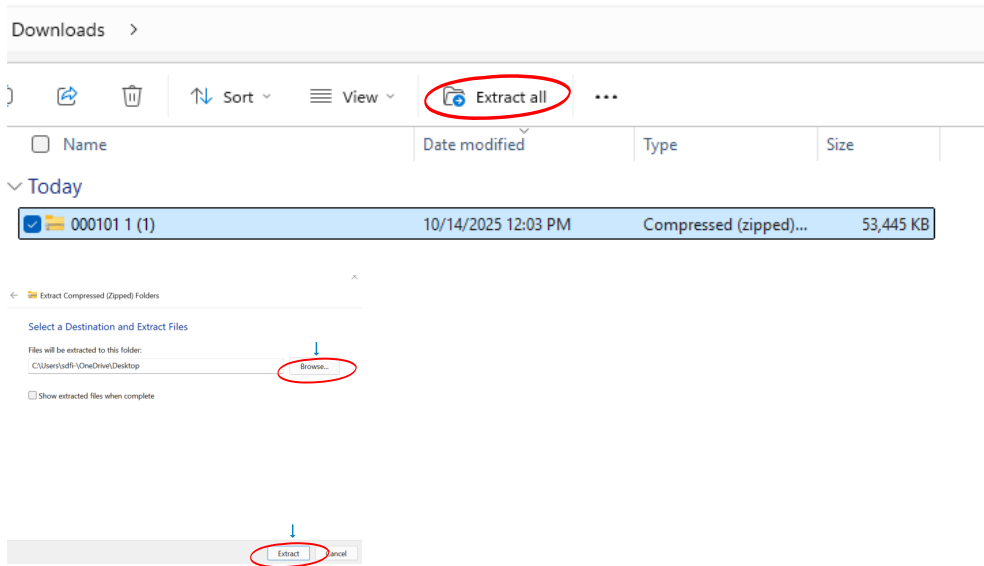 Downloads >
Sort View Extract all ...
Name Date modified Type Size
Today
000101 1 (1) 10/14/2025 12:03 PM Compressed (zipped)... 53,445 KB
Extract Compressed (Zipped) Folders
Select a Destination and Extract Files
Files will be extracted to this folder:
C:\Users\sdfi-\OneDrive\Desktop Browse...
Show extracted files when complete
Extract Cancel